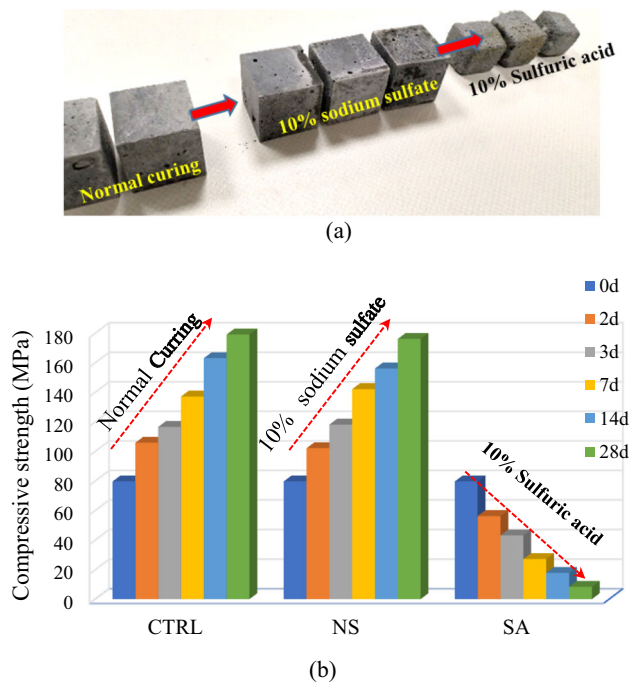 Normal curing
10% sodium sulfate
10% Sulfuric acid
(a)
Compressive strength (MPa)
180
160
140
120
100
80
60
40
20
0
Normal Curring
10% sodium sulfate
10% Sulfuric acid
0d
2d
3d
7d
14d
28d
CTRL
NS
SA
(b)